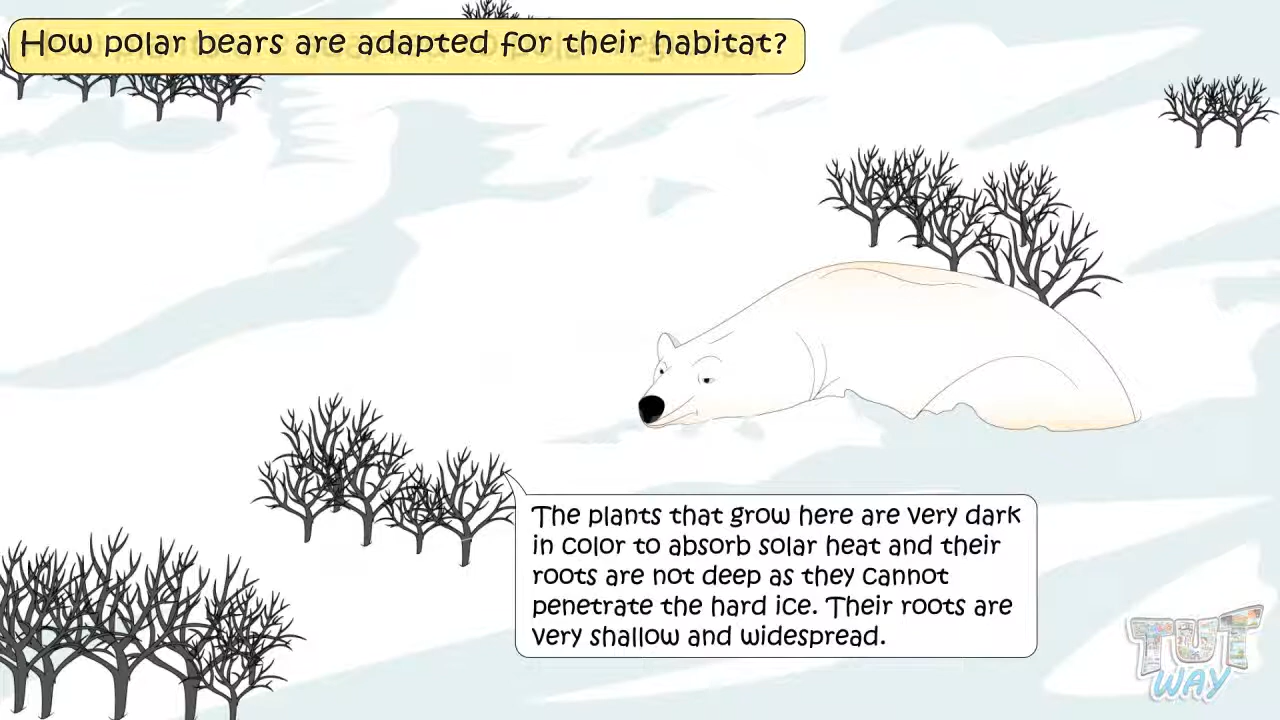 How polar bears are adapted for their habitat?
The plants that grow here are very dark
in color to absorb solar heat and their
roots are not deep as they cannot
penetrate the hard ice. Their roots are
very shallow and widespread.
TUT
WAY